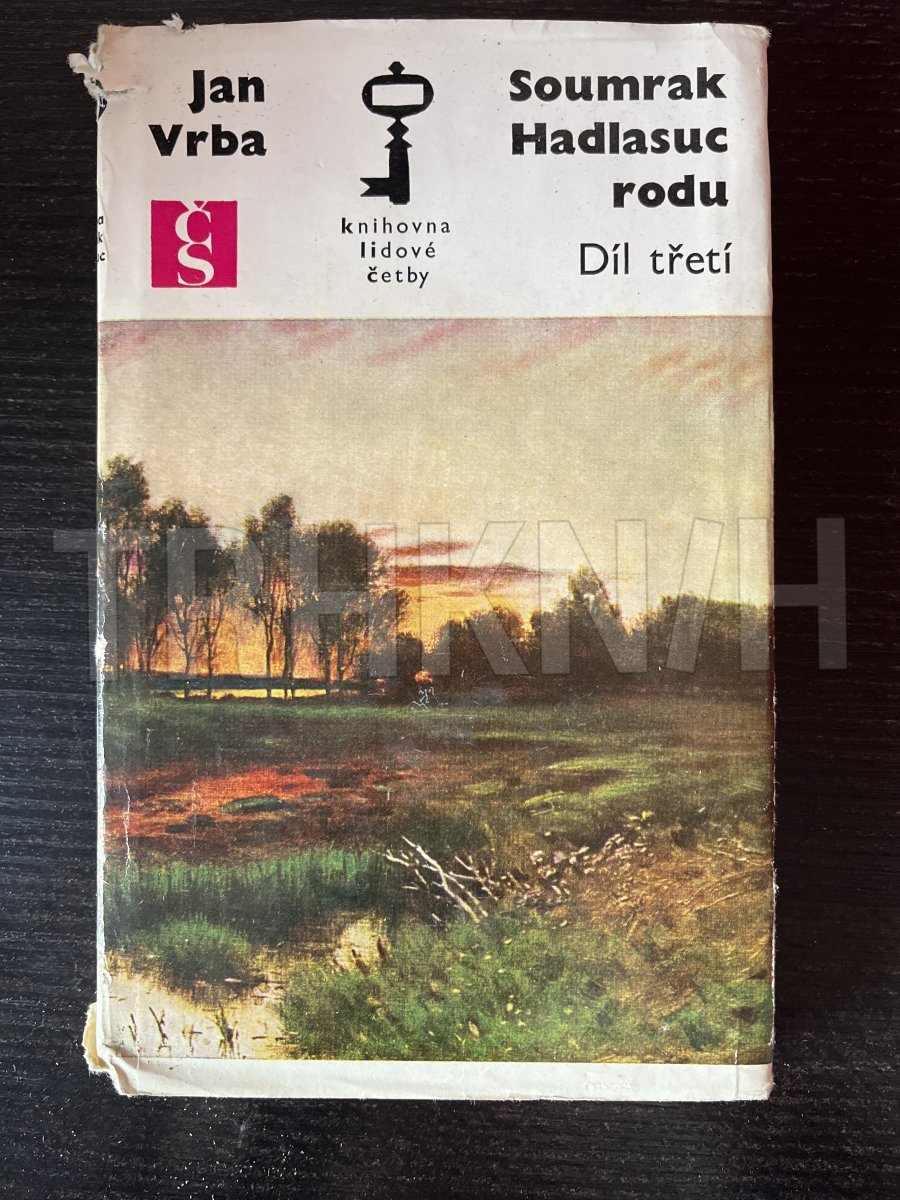 Jan
Vrba
ČS
knihovna
lidové
četby
Soumrak
Hadlasuc
rodu
Díl třetí